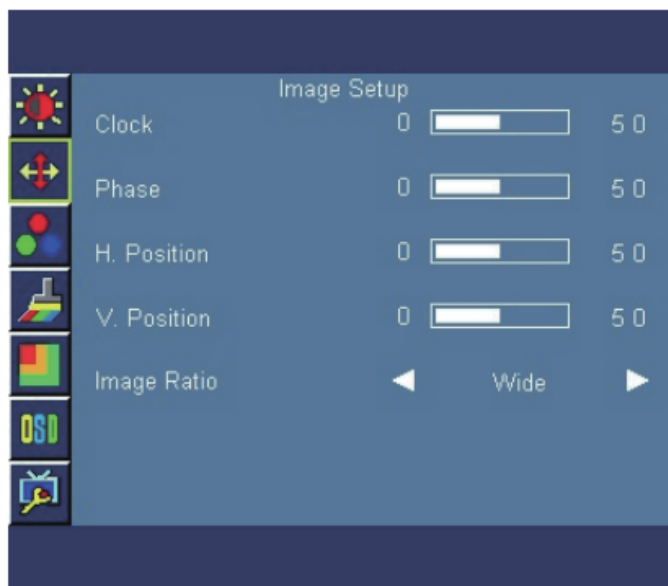 Image Setup
Clock 0 50
Phase 0 50
H. Position 0 50
V. Position 0 50
Image Ratio Wide
OSD